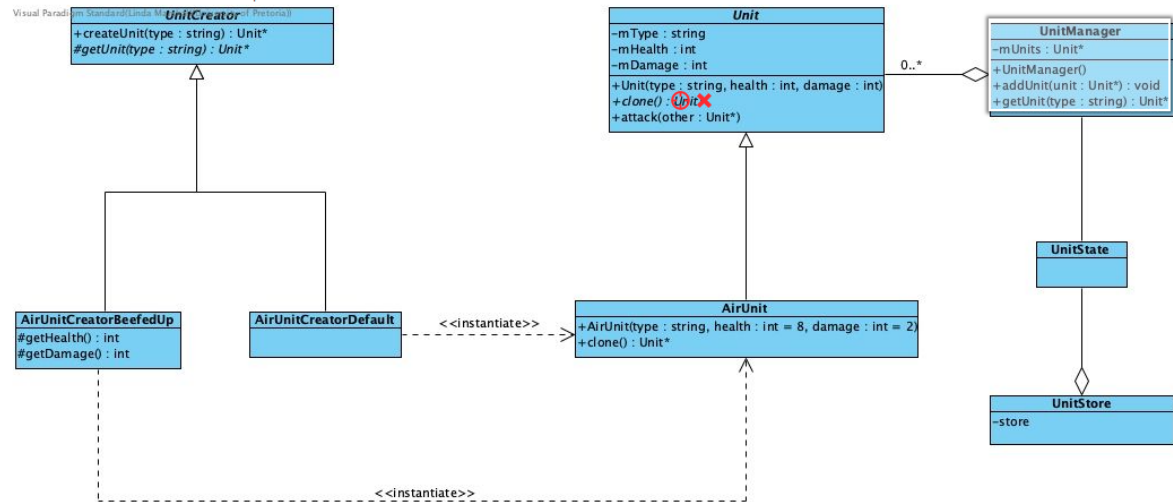 Visual Paradigm Standard(Linda Ma of Pretoria))
UnitCreator
+createUnit(type : string) : Unit*
#getUnit(type : string) : Unit*
Unit
-mType : string
-mHealth : int
-mDamage : int
+Unit(type : string, health : int, damage : int)
+clone() : Unit
+attack(other : Unit*)
0..*
UnitManager
-mUnits : Unit*
+UnitManager()
+addUnit(unit : Unit*) : void
+getUnit(type : string) : Unit*
UnitState
AirUnitCreatorBeefedUp
#getHealth() : int
#getDamage() : int
AirUnitCreatorDefault
<<instantiate>>
AirUnit
+AirUnit(type : string, health : int = 8, damage : int = 2)
+clone() : Unit*
UnitStore
-store
<<instantiate>>